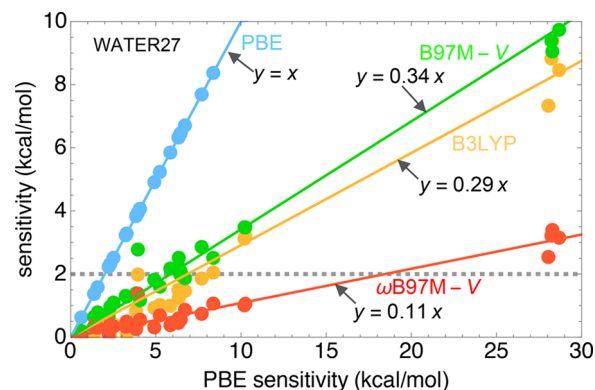 WATER27
PBE
y = x
B97M – V
y = 0.34 x
B3LYP
y = 0.29 x
ωB97M – V
y = 0.11 x
sensitivity (kcal/mol)
10
8
6
4
2
0
0 5 10 15 20 25 30
PBE sensitivity (kcal/mol)